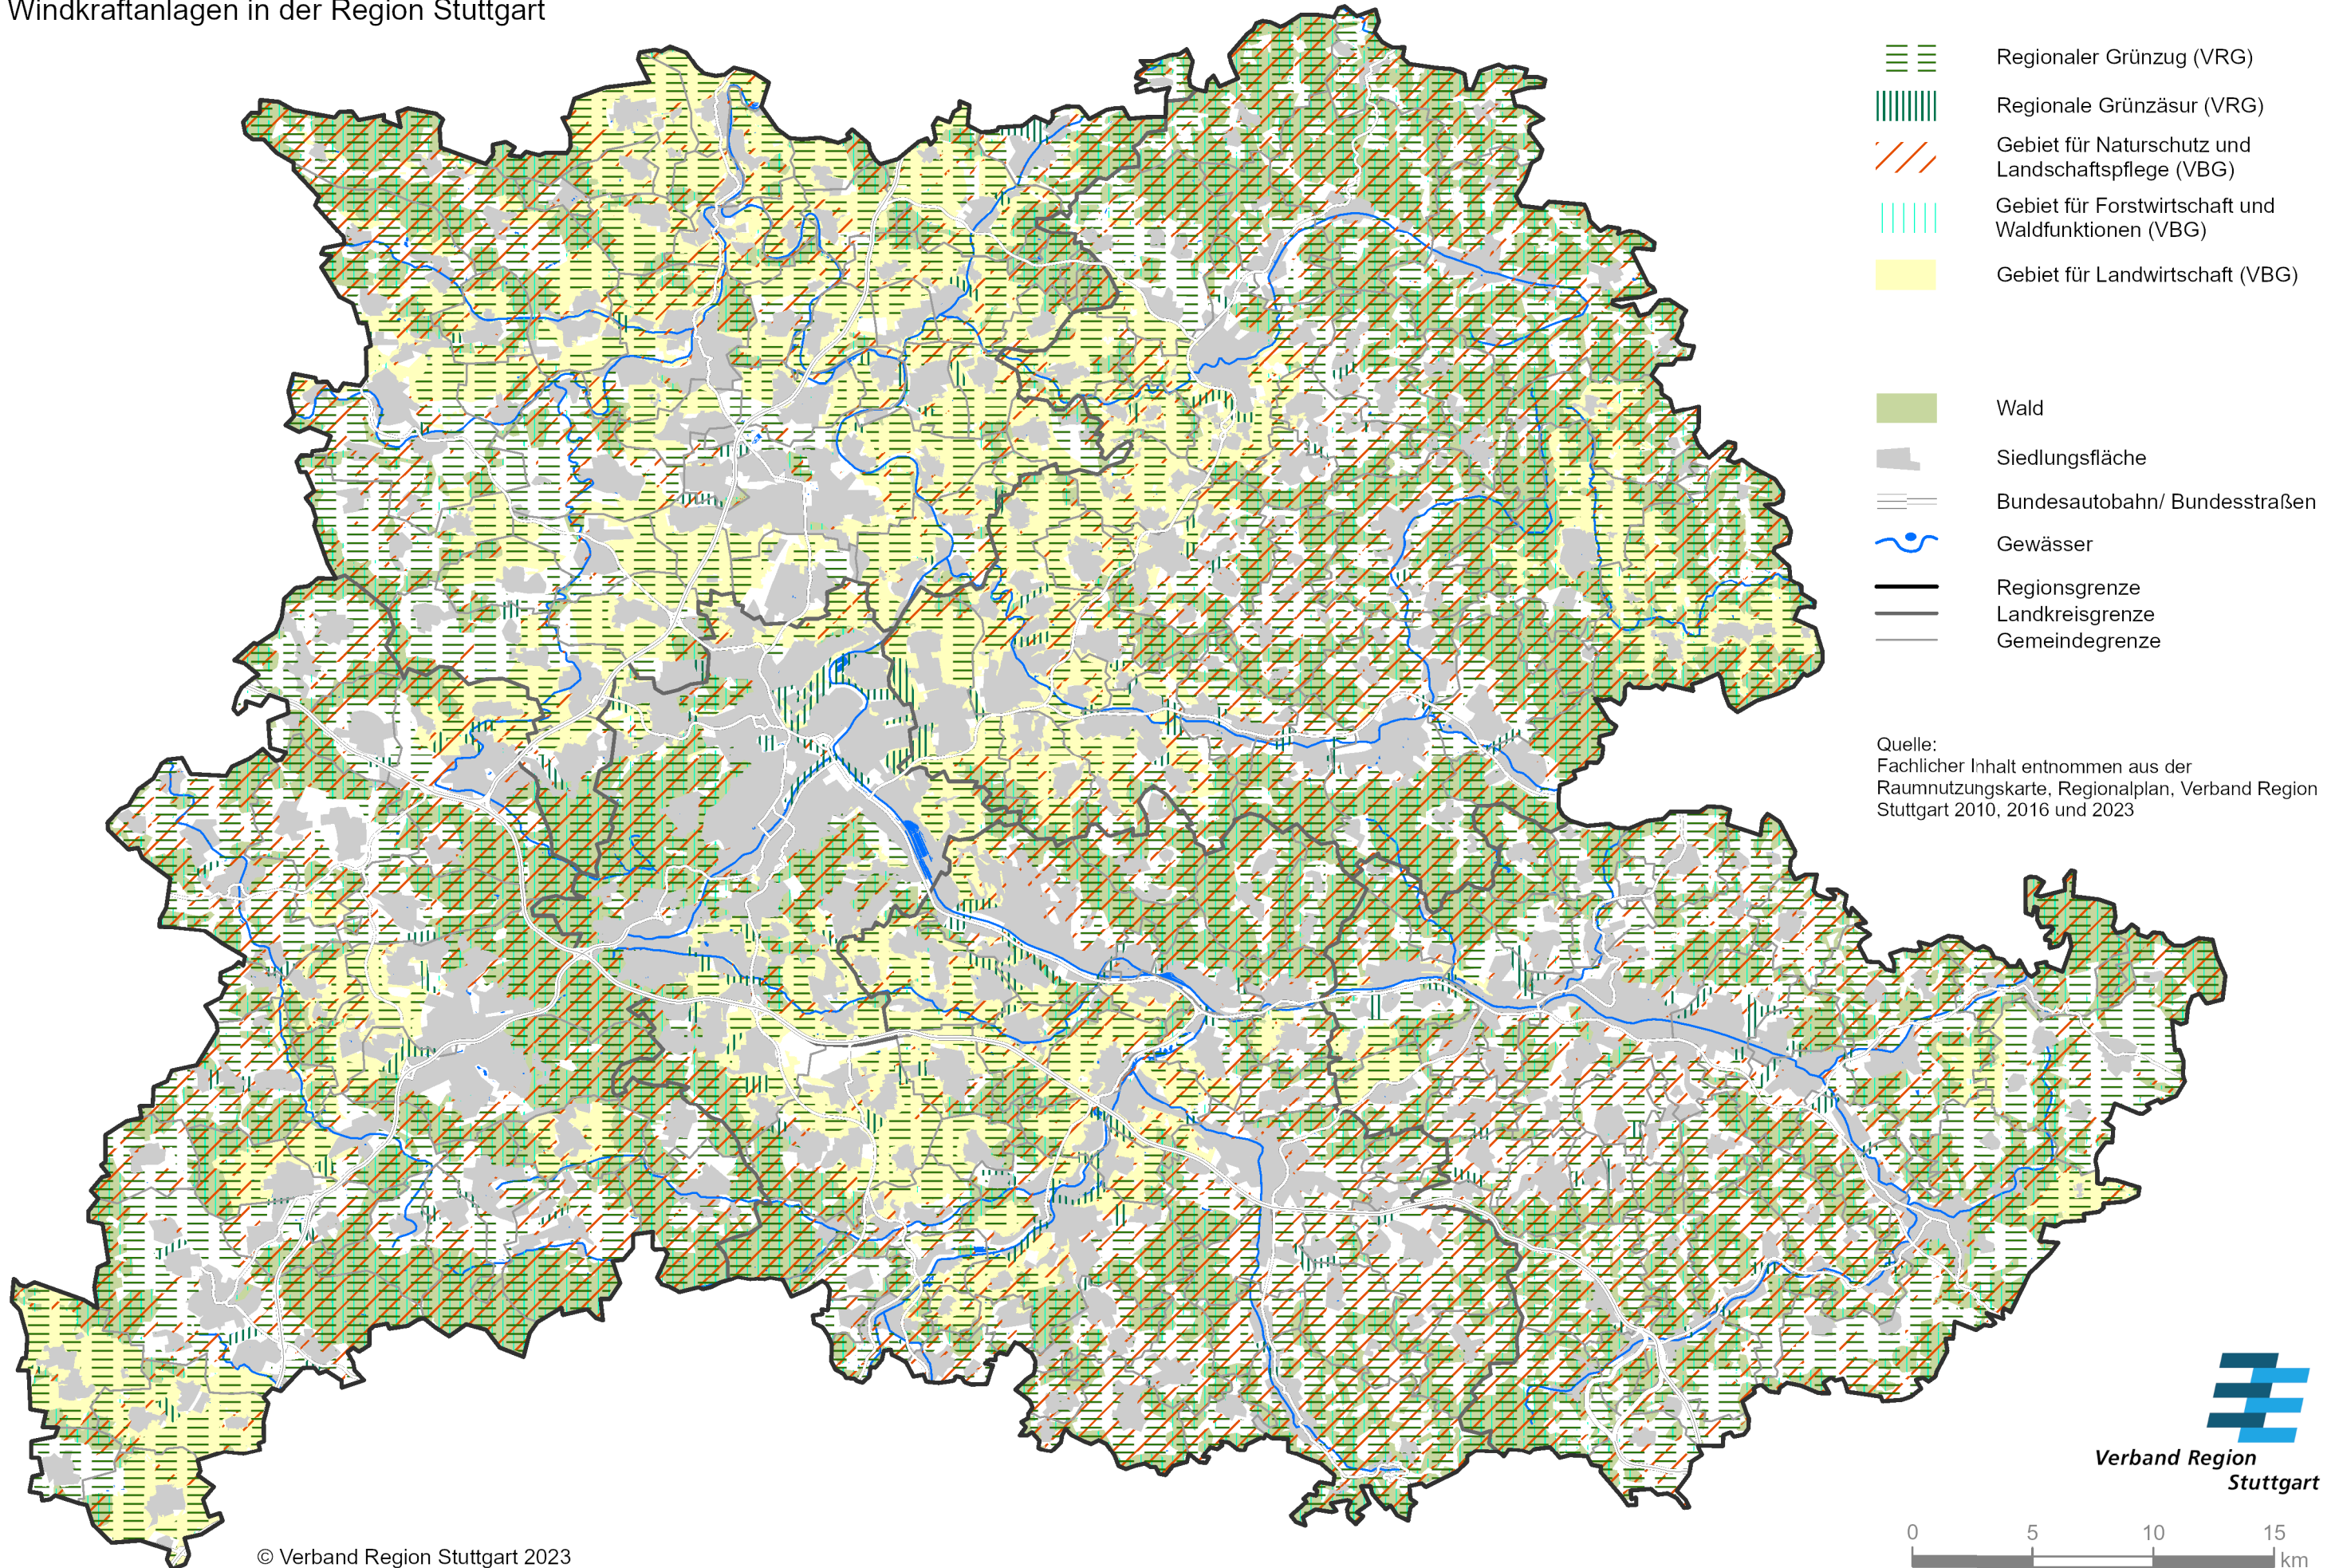 Windkraftanlagen in der Region Stuttgart
Regionaler Grünzug (VRG)
Regionale Grünzäsur (VRG)
Gebiet für Naturschutz und
Landschaftspflege (VBG)
Gebiet für Forstwirtschaft und
Waldfunktionen (VBG)
Gebiet für Landwirtschaft (VBG)
Wald
Siedlungsfläche
Bundesautobahn/ Bundesstraßen
Gewässer
Regionsgrenze
Landkreisgrenze
Gemeindegrenze
Quelle:
Fachlicher Inhalt entnommen aus der
Raumnutzungskarte, Regionalplan, Verband Region
Stuttgart 2010, 2016 und 2023
Verband Region
Stuttgart
0 5 10 15
km
© Verband Region Stuttgart 2023